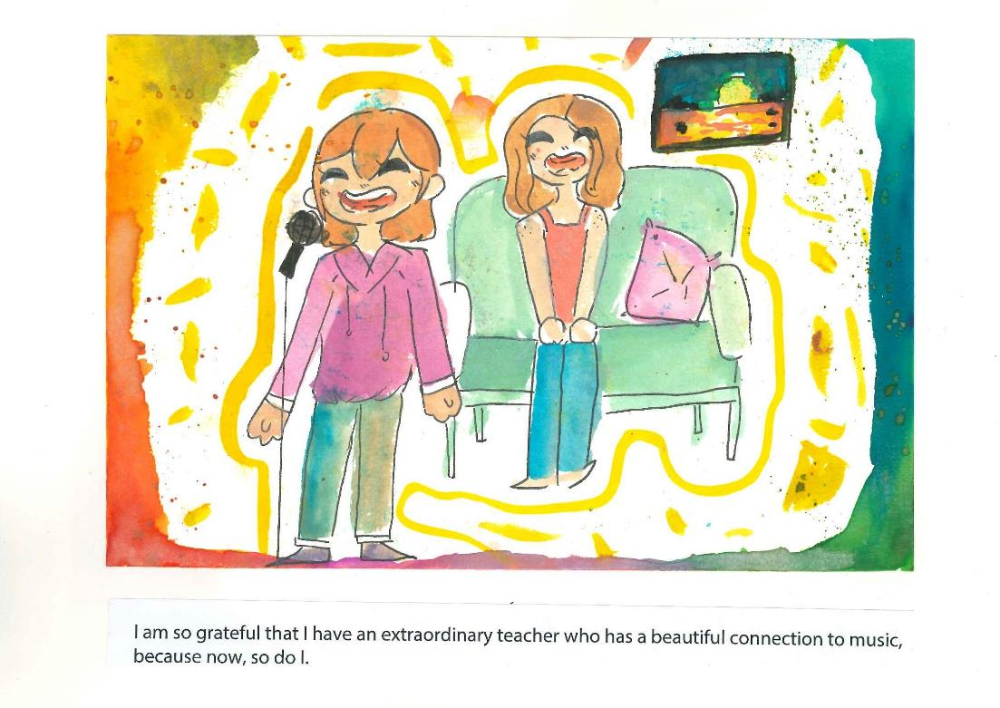 I am so grateful that I have an extraordinary teacher who has a beautiful connection to music,
because now, so do I.